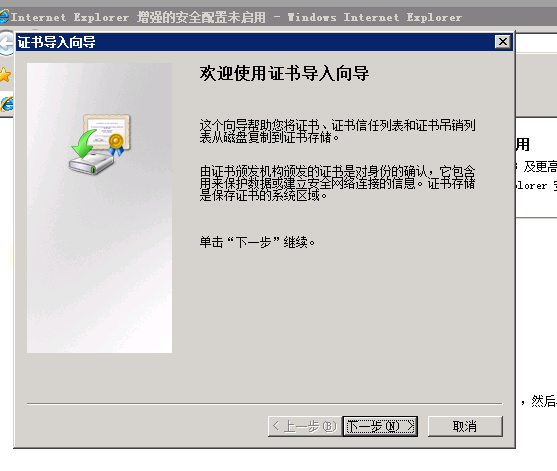 Internet Explorer 增强的安全配置未启用 - Windows Internet Explorer
证书导入向导
欢迎使用证书导入向导
这个向导帮助您将证书、证书信任列表和证书吊销列
表从磁盘复制到证书存储。
用
及更高
由证书颁发机构颁发的证书是对身份的确认，它包含
用来保护数据或建立安全网络连接的信息。证书存储
是保存证书的系统区域。
lorer
单击“下一步”继续。
，然后
< 上一步(B)
下一步(N) >
取消